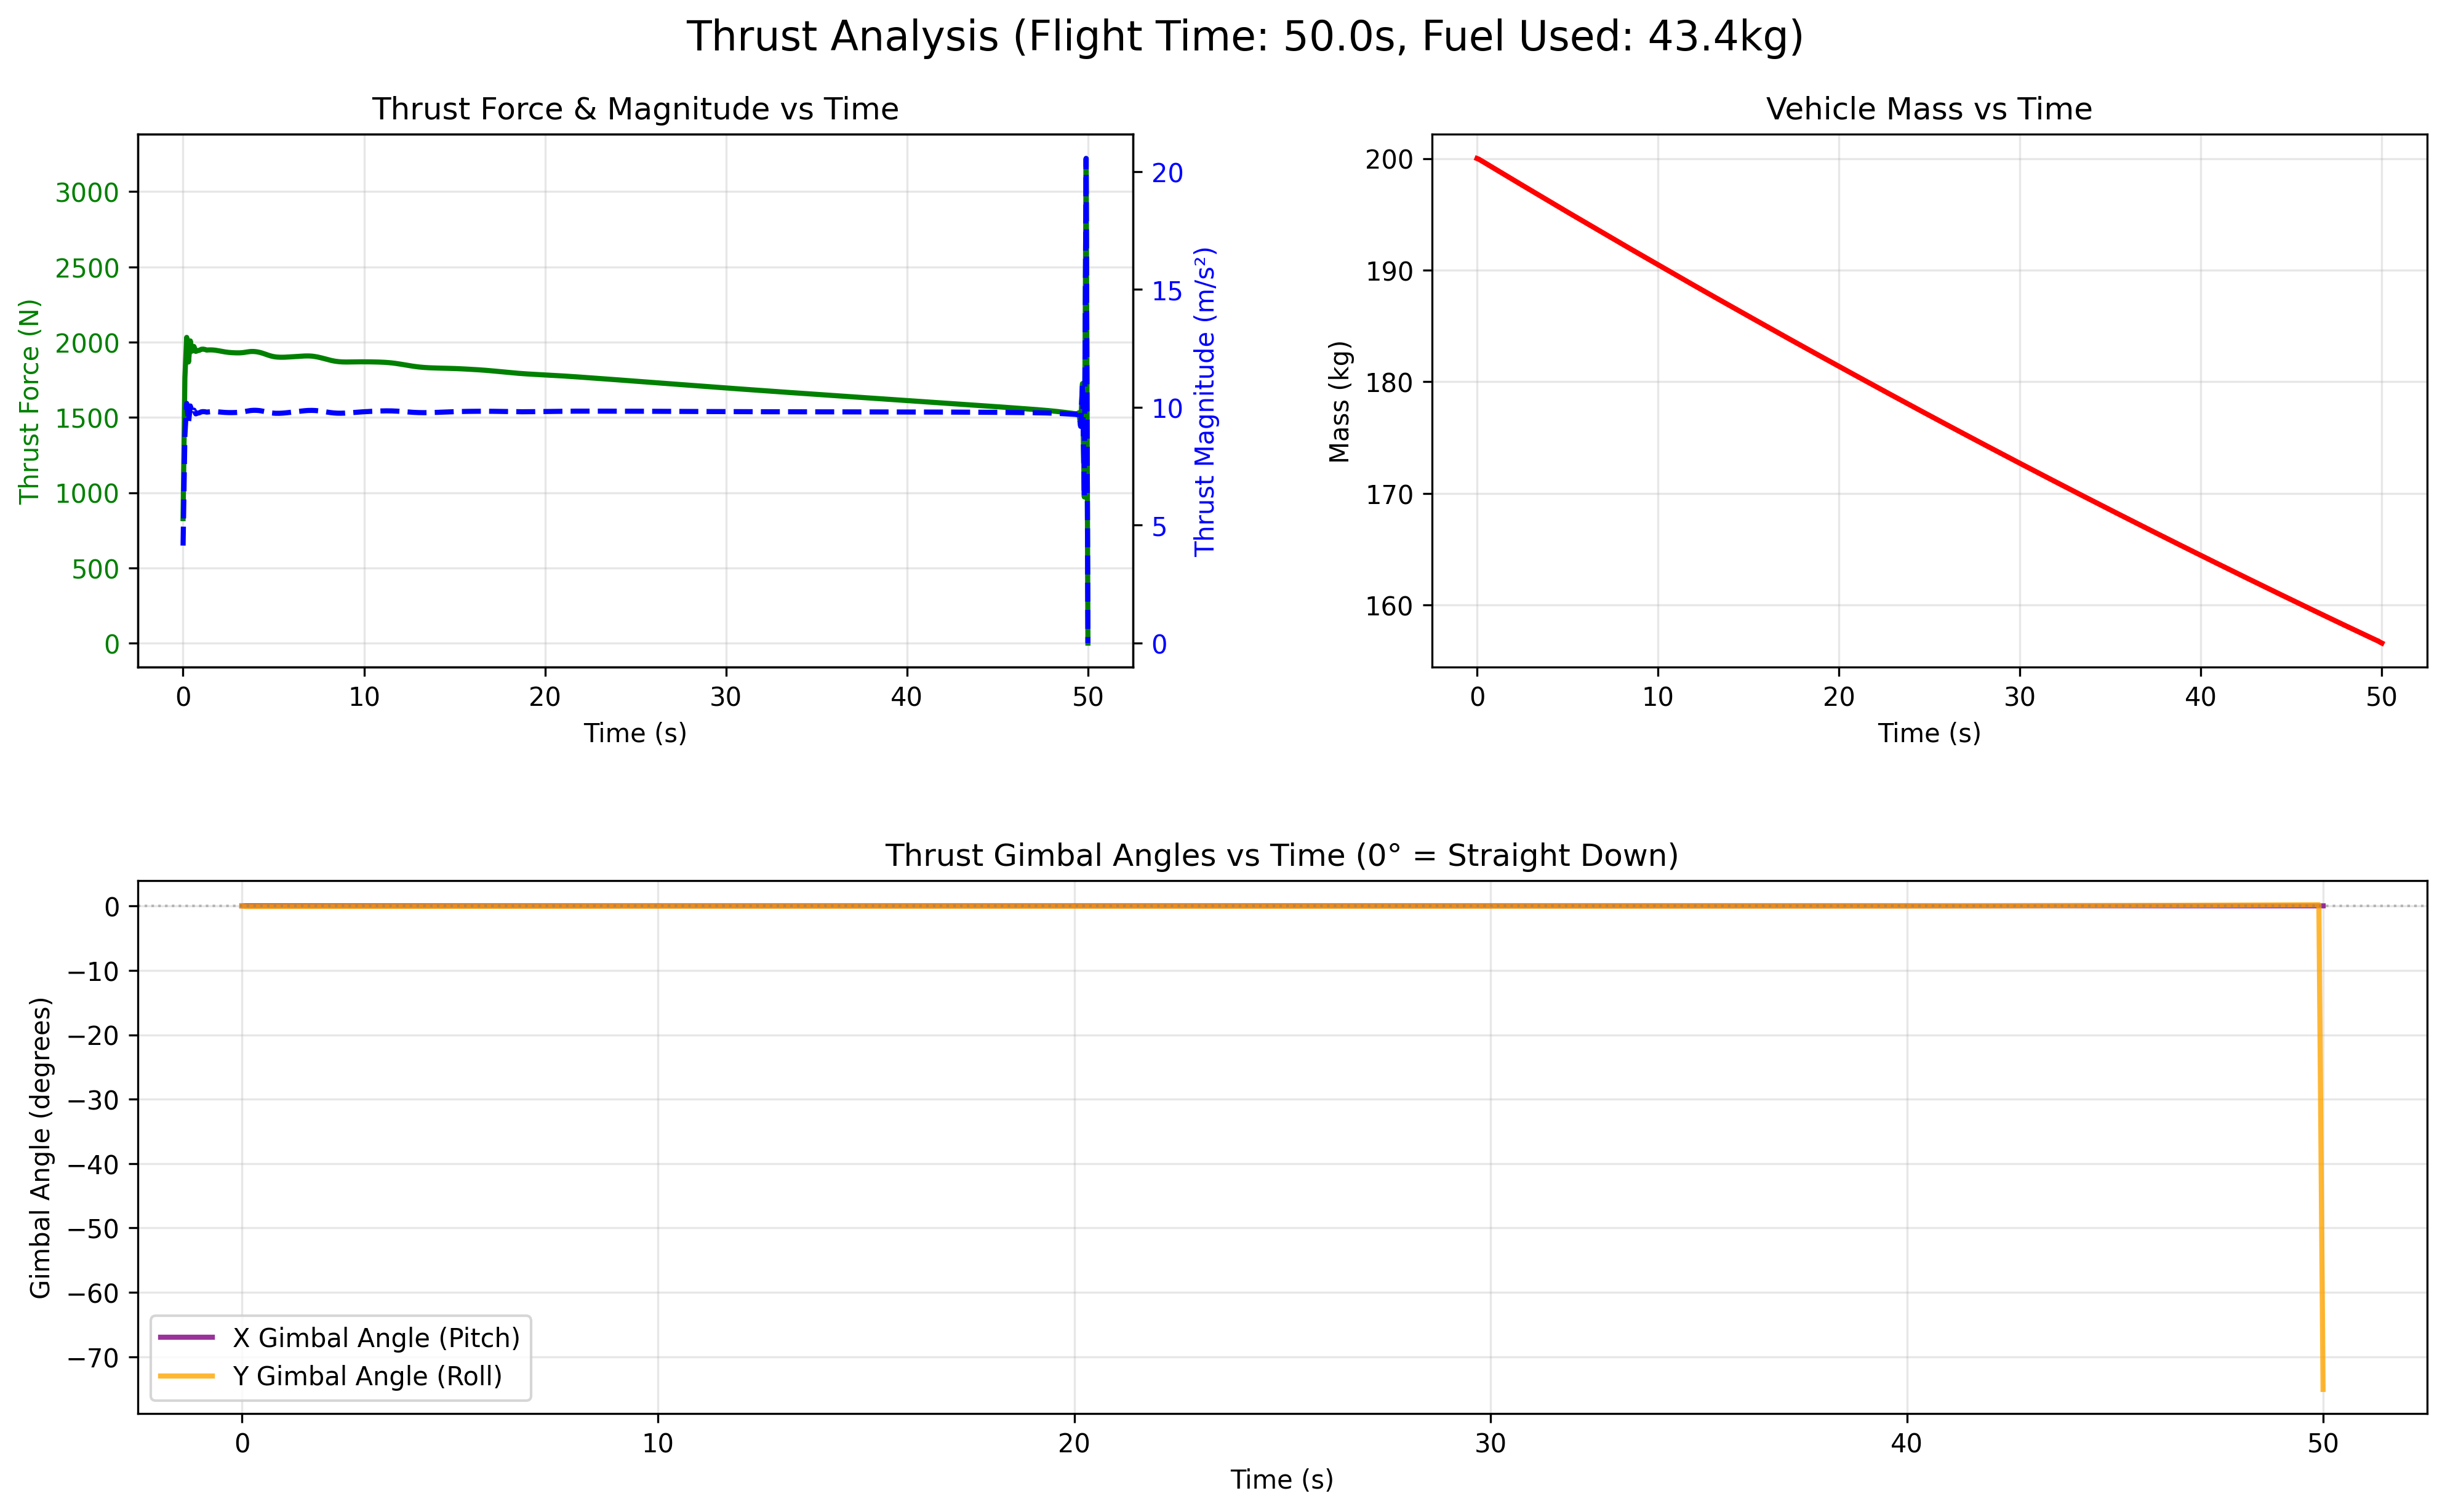 Thrust Analysis (Flight Time: 50.0s, Fuel Used: 43.4kg)
Thrust Force & Magnitude vs Time
Thrust Force (N)
3000
2500
2000
1500
1000
500
0
20
15
10
5
0
Thrust Magnitude (m/s²)
0 10 20 30 40 50
Time (s)
Vehicle Mass vs Time
Mass (kg)
200
190
180
170
160
0 10 20 30 40 50
Time (s)
Thrust Gimbal Angles vs Time (0° = Straight Down)
Gimbal Angle (degrees)
0
−10
−20
−30
−40
−50
−60
−70
X Gimbal Angle (Pitch)
Y Gimbal Angle (Roll)
0 10 20 30 40 50
Time (s)